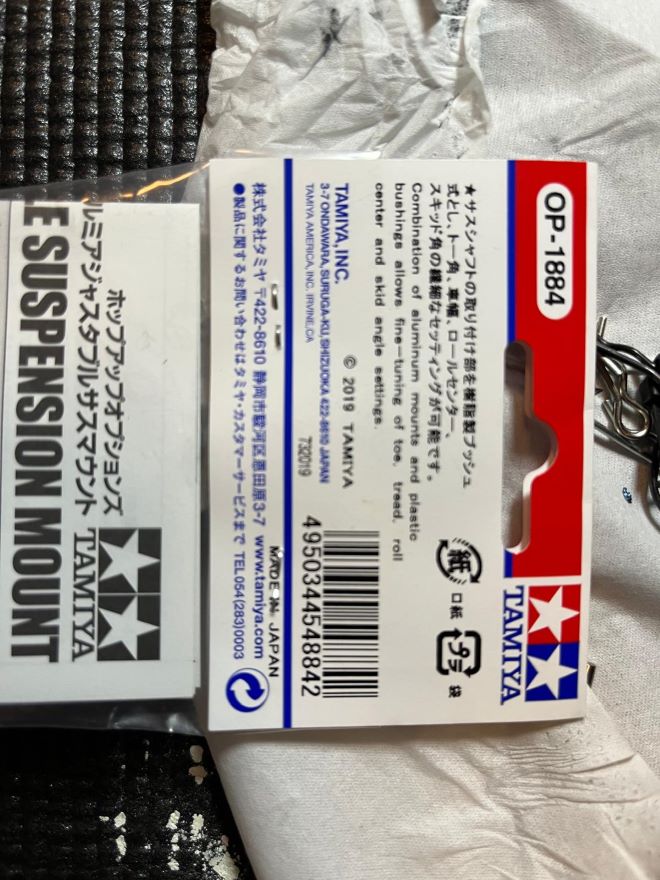 OP-1884
TAMIYA
★サスシャフトの取り付け部を樹脂製ブッシュ
式とし、トー角、車幅、ロールセンター、
スキッド角の繊細なセッティングが可能です。
Combination of aluminum mounts and plastic
bushings allows fine-tuning of toe, tread, roll
center and skid angle settings.
紙
口紙
プラ
袋
© 2019 TAMIYA
TAMIYA, INC.
3-7 ONDAWARA, SURUGA-KU, SHIZUOKA 422-8610 JAPAN
TAMIYA AMERICA, INC. IRVINE, CA
732019
4950344548842
MADE IN JAPAN
株式会社タミヤ 〒422-8610 静岡市駿河区恩田原3-7 www.tamiya.com
●製品に関するお問い合わせはタミヤ・カスタマーサービスまで TEL 054(283)0003
ホップアップオプションズ
ルミアジャスタブルサスマウント
TAMIYA
LE SUSPENSION MOUNT